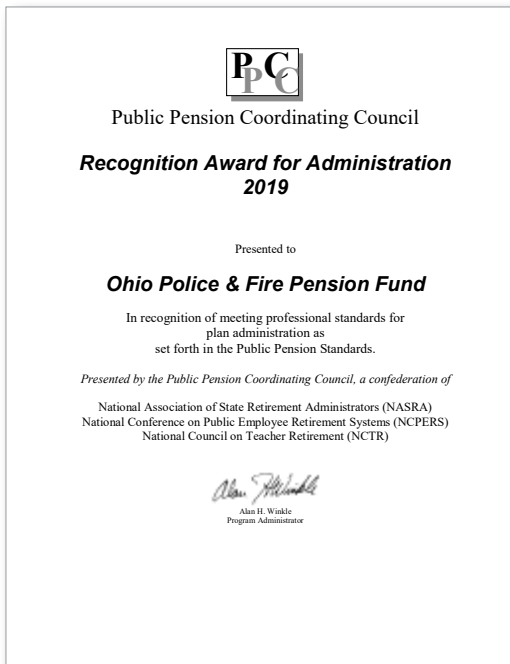 PPCC
Public Pension Coordinating Council
Recognition Award for Administration
2019
Presented to
Ohio Police & Fire Pension Fund
In recognition of meeting professional standards for
plan administration as
set forth in the Public Pension Standards.
Presented by the Public Pension Coordinating Council, a confederation of
National Association of State Retirement Administrators (NASRA)
National Conference on Public Employee Retirement Systems (NCPERS)
National Council on Teacher Retirement (NCTR)
Alan H Winkle
Alan H. Winkle
Program Administrator